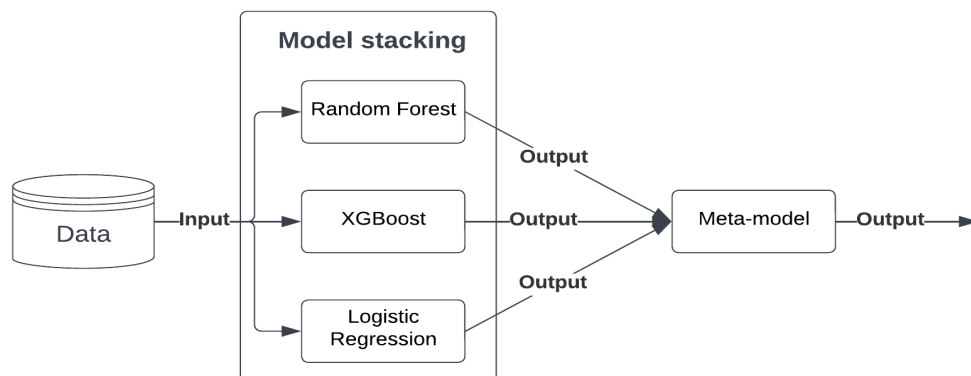 Model stacking
Random Forest
Output
Data
Input
XGBoost
Output
Meta-model
Output
Output
Logistic
Regression